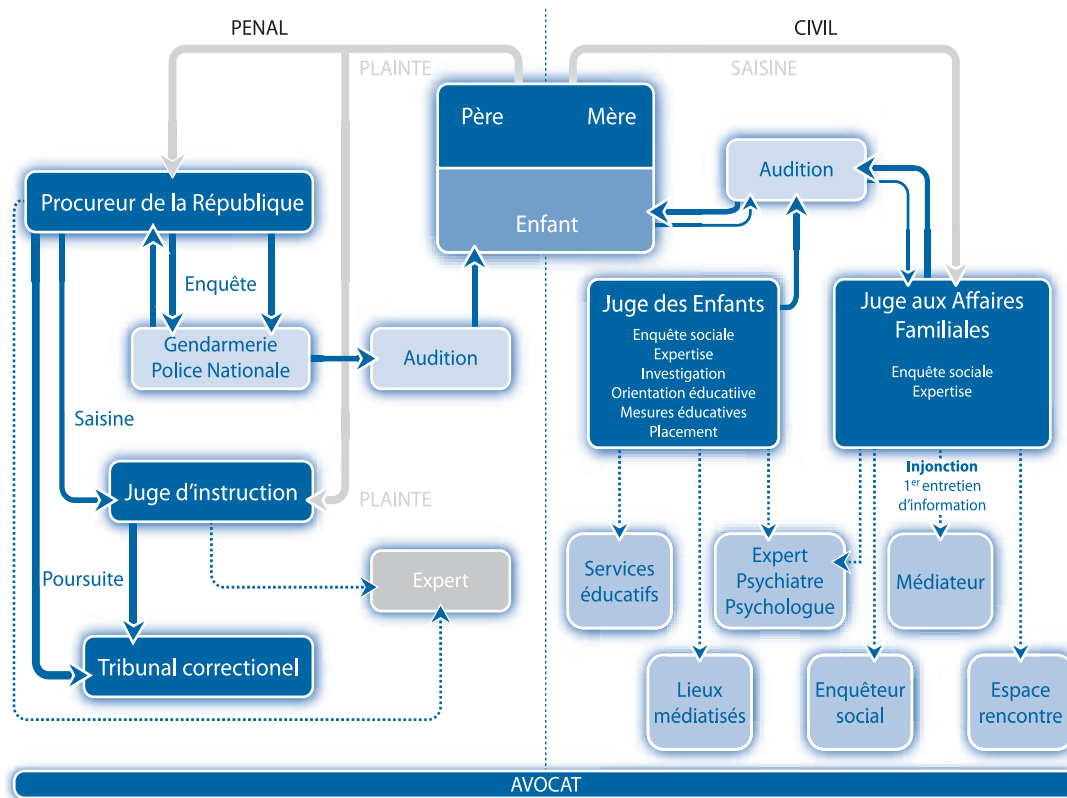 PENAL
CIVIL
PLAINTE
SAISINE
Père
Mère
Enfant
Audition
Procureur de la République
Enquête
Gendarmerie
Police Nationale
Audition
Saisine
Juge d'instruction
PLAINTE
Poursuite
Expert
Tribunal correctionel
Juge des Enfants
Enquête sociale
Expertise
Investigation
Orientation éducatiive
Mesures éducatives
Placement
Juge aux Affaires
Familiales
Enquête sociale
Expertise
Injonction
1er entretien
d'information
Services
éducatifs
Expert
Psychiatre
Psychologue
Médiateur
Lieux
médiatisés
Enquêteur
social
Espace
rencontre
AVOCAT